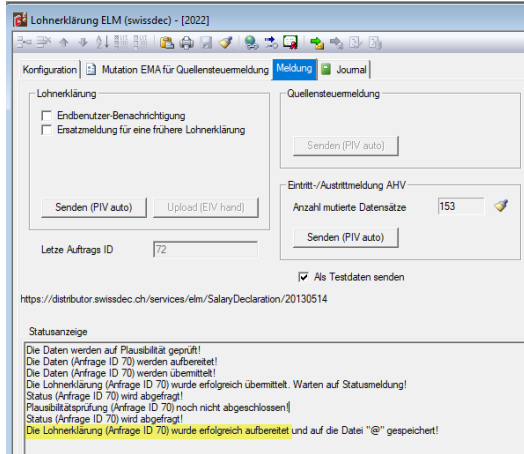 Lohnerklärung ELM (swissdec) - [2022]
Konfiguration Mutation EMA für Quellensteuermeldung Meldung Journal
Lohnerklärung
Endbenutzer-Benachrichtigung
Ersatzmeldung für eine frühere Lohnerklärung
Senden (PIV auto) Upload (EIV hand)
Letze Auftrags ID 72
Quellensteuermeldung
Senden (PIV auto)
Eintritt-/Austrittmeldung AHV
Anzahl mutierte Datensätze 153
Senden (PIV auto)
Als Testdaten senden
https://distributor.swissdec.ch/services/elm/SalaryDeclaration/20130514
Statusanzeige
Die Daten werden auf Plausibilität geprüft!
Die Daten (Anfrage ID 70) werden aufbereitet!
Die Daten (Anfrage ID 70) werden übermittelt!
Die Lohnerklärung (Anfrage ID 70) wurde erfolgreich übermittelt. Warten auf Statusmeldung!
Status (Anfrage ID 70) wird abgefragt!
Plausibilitätsprüfung (Anfrage ID 70) noch nicht abgeschlossen!
Status (Anfrage ID 70) wird abgefragt!
Die Lohnerklärung (Anfrage ID 70) wurde erfolgreich aufbereitet und auf die Datei "@" gespeichert!